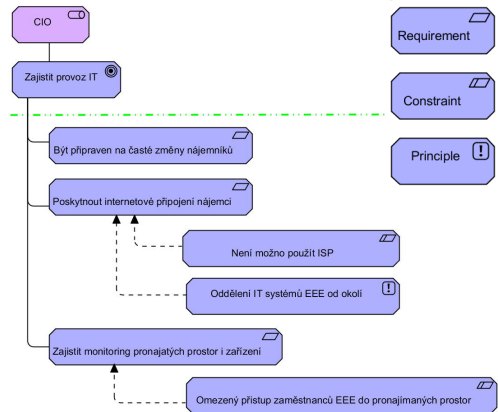 CIO
Zajistit provoz IT
Být připraven na časté změny nájemníků
Poskytnout internetové připojení nájemci
Není možno použít ISP
Oddělení IT systémů EEE od okolí
Zajistit monitoring pronajatých prostor i zařízení
Omezený přístup zaměstnanců EEE do pronajímaných prostor
Requirement
Constraint
Principle